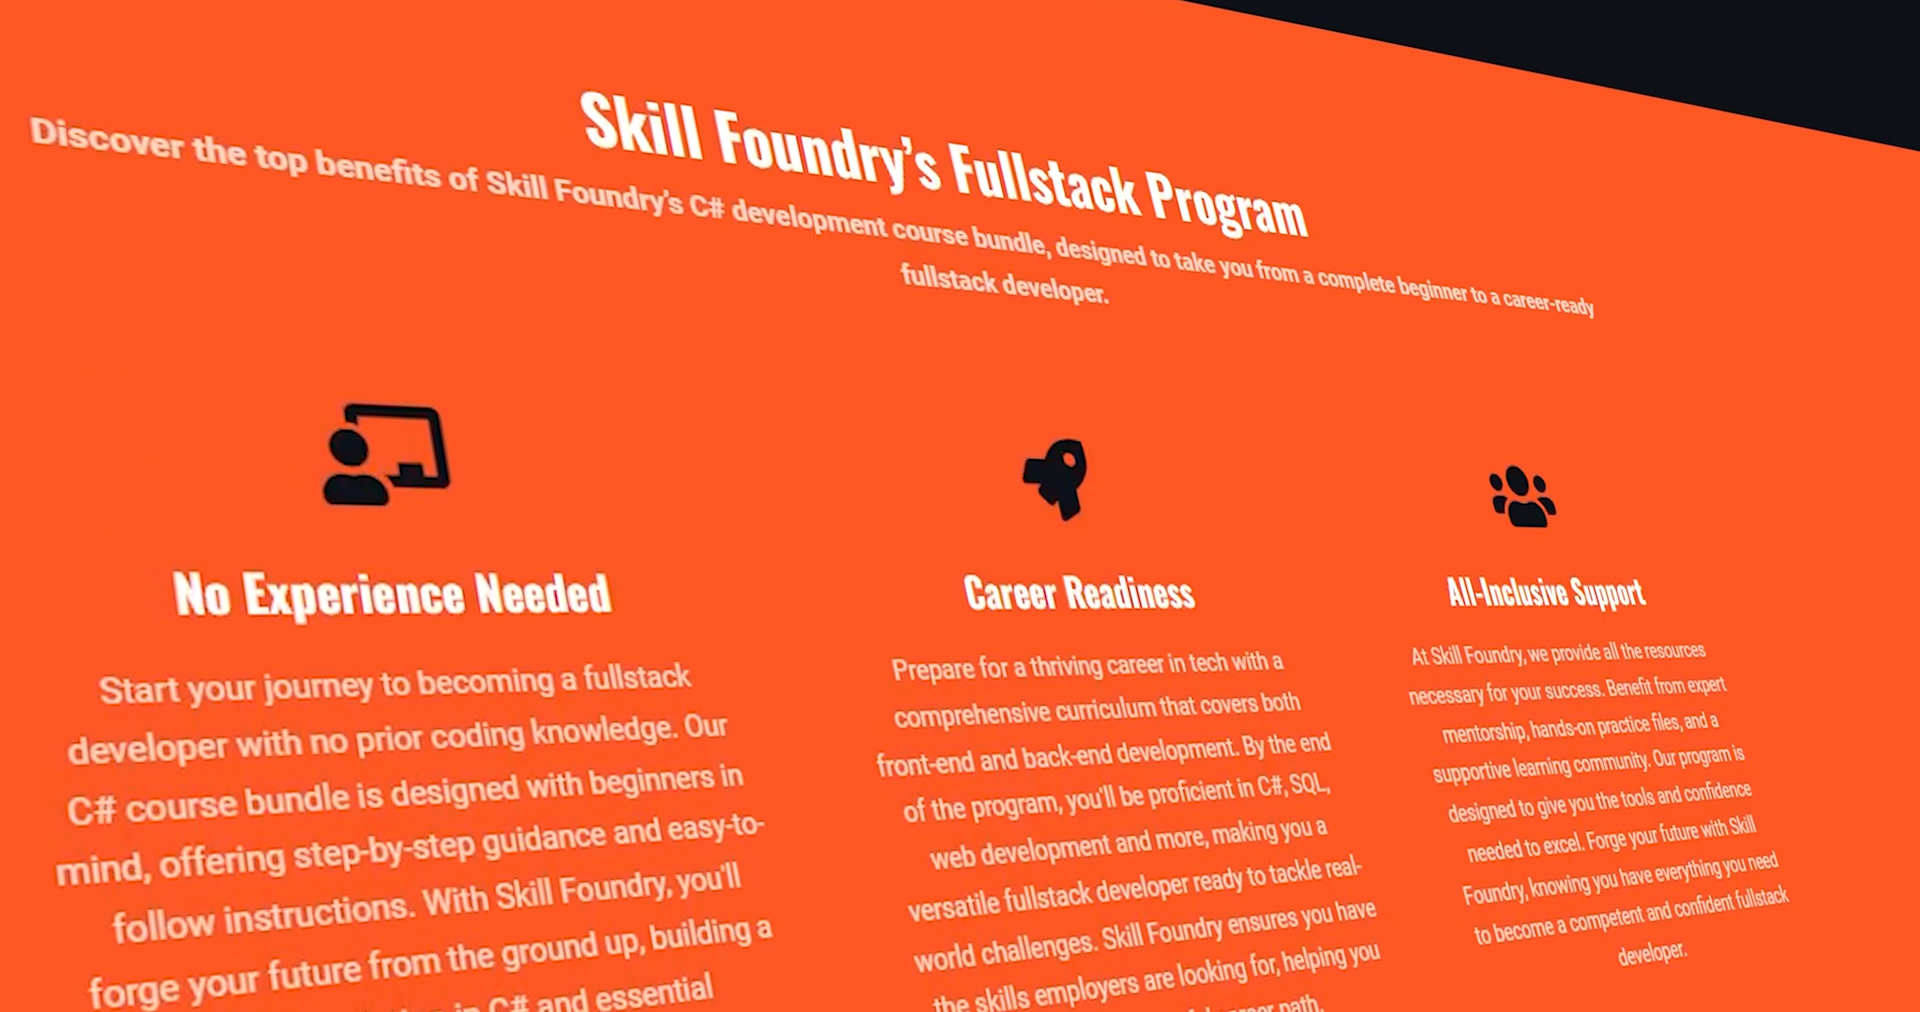 Skill Foundry's Fullstack Program
Discover the top benefits of Skill Foundry's C# development course bundle, designed to take you from a complete beginner to a career-ready
fullstack developer.
No Experience Needed
Start your journey to becoming a fullstack
developer with no prior coding knowledge. Our
C# course bundle is designed with beginners in
mind, offering step-by-step guidance and easy-to-
follow instructions. With Skill Foundry, you'll
forge your future from the ground up, building a
in C# and essential
Career Readiness
Prepare for a thriving career in tech with a
comprehensive curriculum that covers both
front-end and back-end development. By the end
of the program, you'll be proficient in C#, SQL,
web development and more, making you a
versatile fullstack developer ready to tackle real-
world challenges. Skill Foundry ensures you have
the skills employers are looking for, helping you
career path.
All-Inclusive Support
At Skill Foundry, we provide all the resources
necessary for your success. Benefit from expert
mentorship, hands-on practice files, and a
supportive learning community. Our program is
designed to give you the tools and confidence
needed to excel. Forge your future with Skill
Foundry, knowing you have everything you need
to become a competent and confident fullstack
developer.